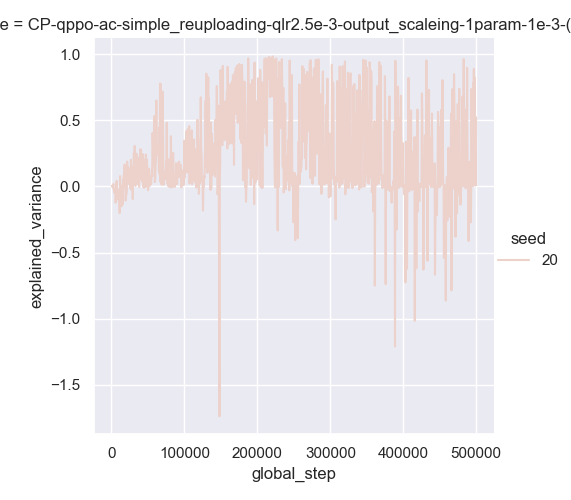 e = CP-qppo-ac-simple_reuploading-qlr2.5e-3-output_scaleing-1param-1e-3-(
1.0
0.5
0.0
−0.5
−1.0
−1.5
explained_variance
0 100000 200000 300000 400000 500000
global_step
seed
20